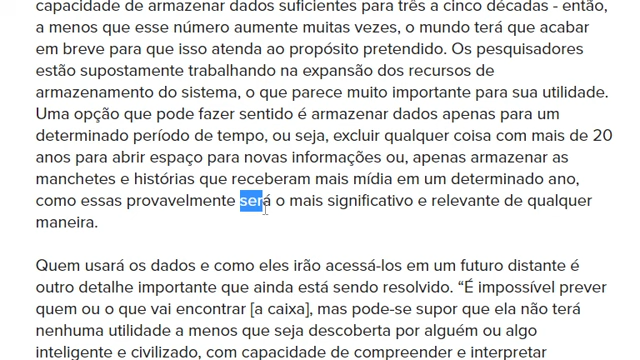 capacidade de armazenar dados suficientes para três a cinco décadas - então,
a menos que esse número aumente muitas vezes, o mundo terá que acabar
em breve para que isso atenda ao propósito pretendido. Os pesquisadores
estão supostamente trabalhando na expansão dos recursos de
armazenamento do sistema, o que parece muito importante para sua utilidade.
Uma opção que pode fazer sentido é armazenar dados apenas para um
determinado período de tempo, ou seja, excluir qualquer coisa com mais de 20
anos para abrir espaço para novas informações ou, apenas armazenar as
manchetes e histórias que receberam mais mídia em um determinado ano,
como essas provavelmente será o mais significativo e relevante de qualquer
maneira.
Quem usará os dados e como eles irão acessá-los em um futuro distante é
outro detalhe importante que ainda está sendo resolvido. “É impossível prever
quem ou o que vai encontrar [a caixa], mas pode-se supor que ela não terá
nenhuma utilidade a menos que seja descoberta por alguém ou algo
inteligente e civilizado, com capacidade de compreender e interpretar